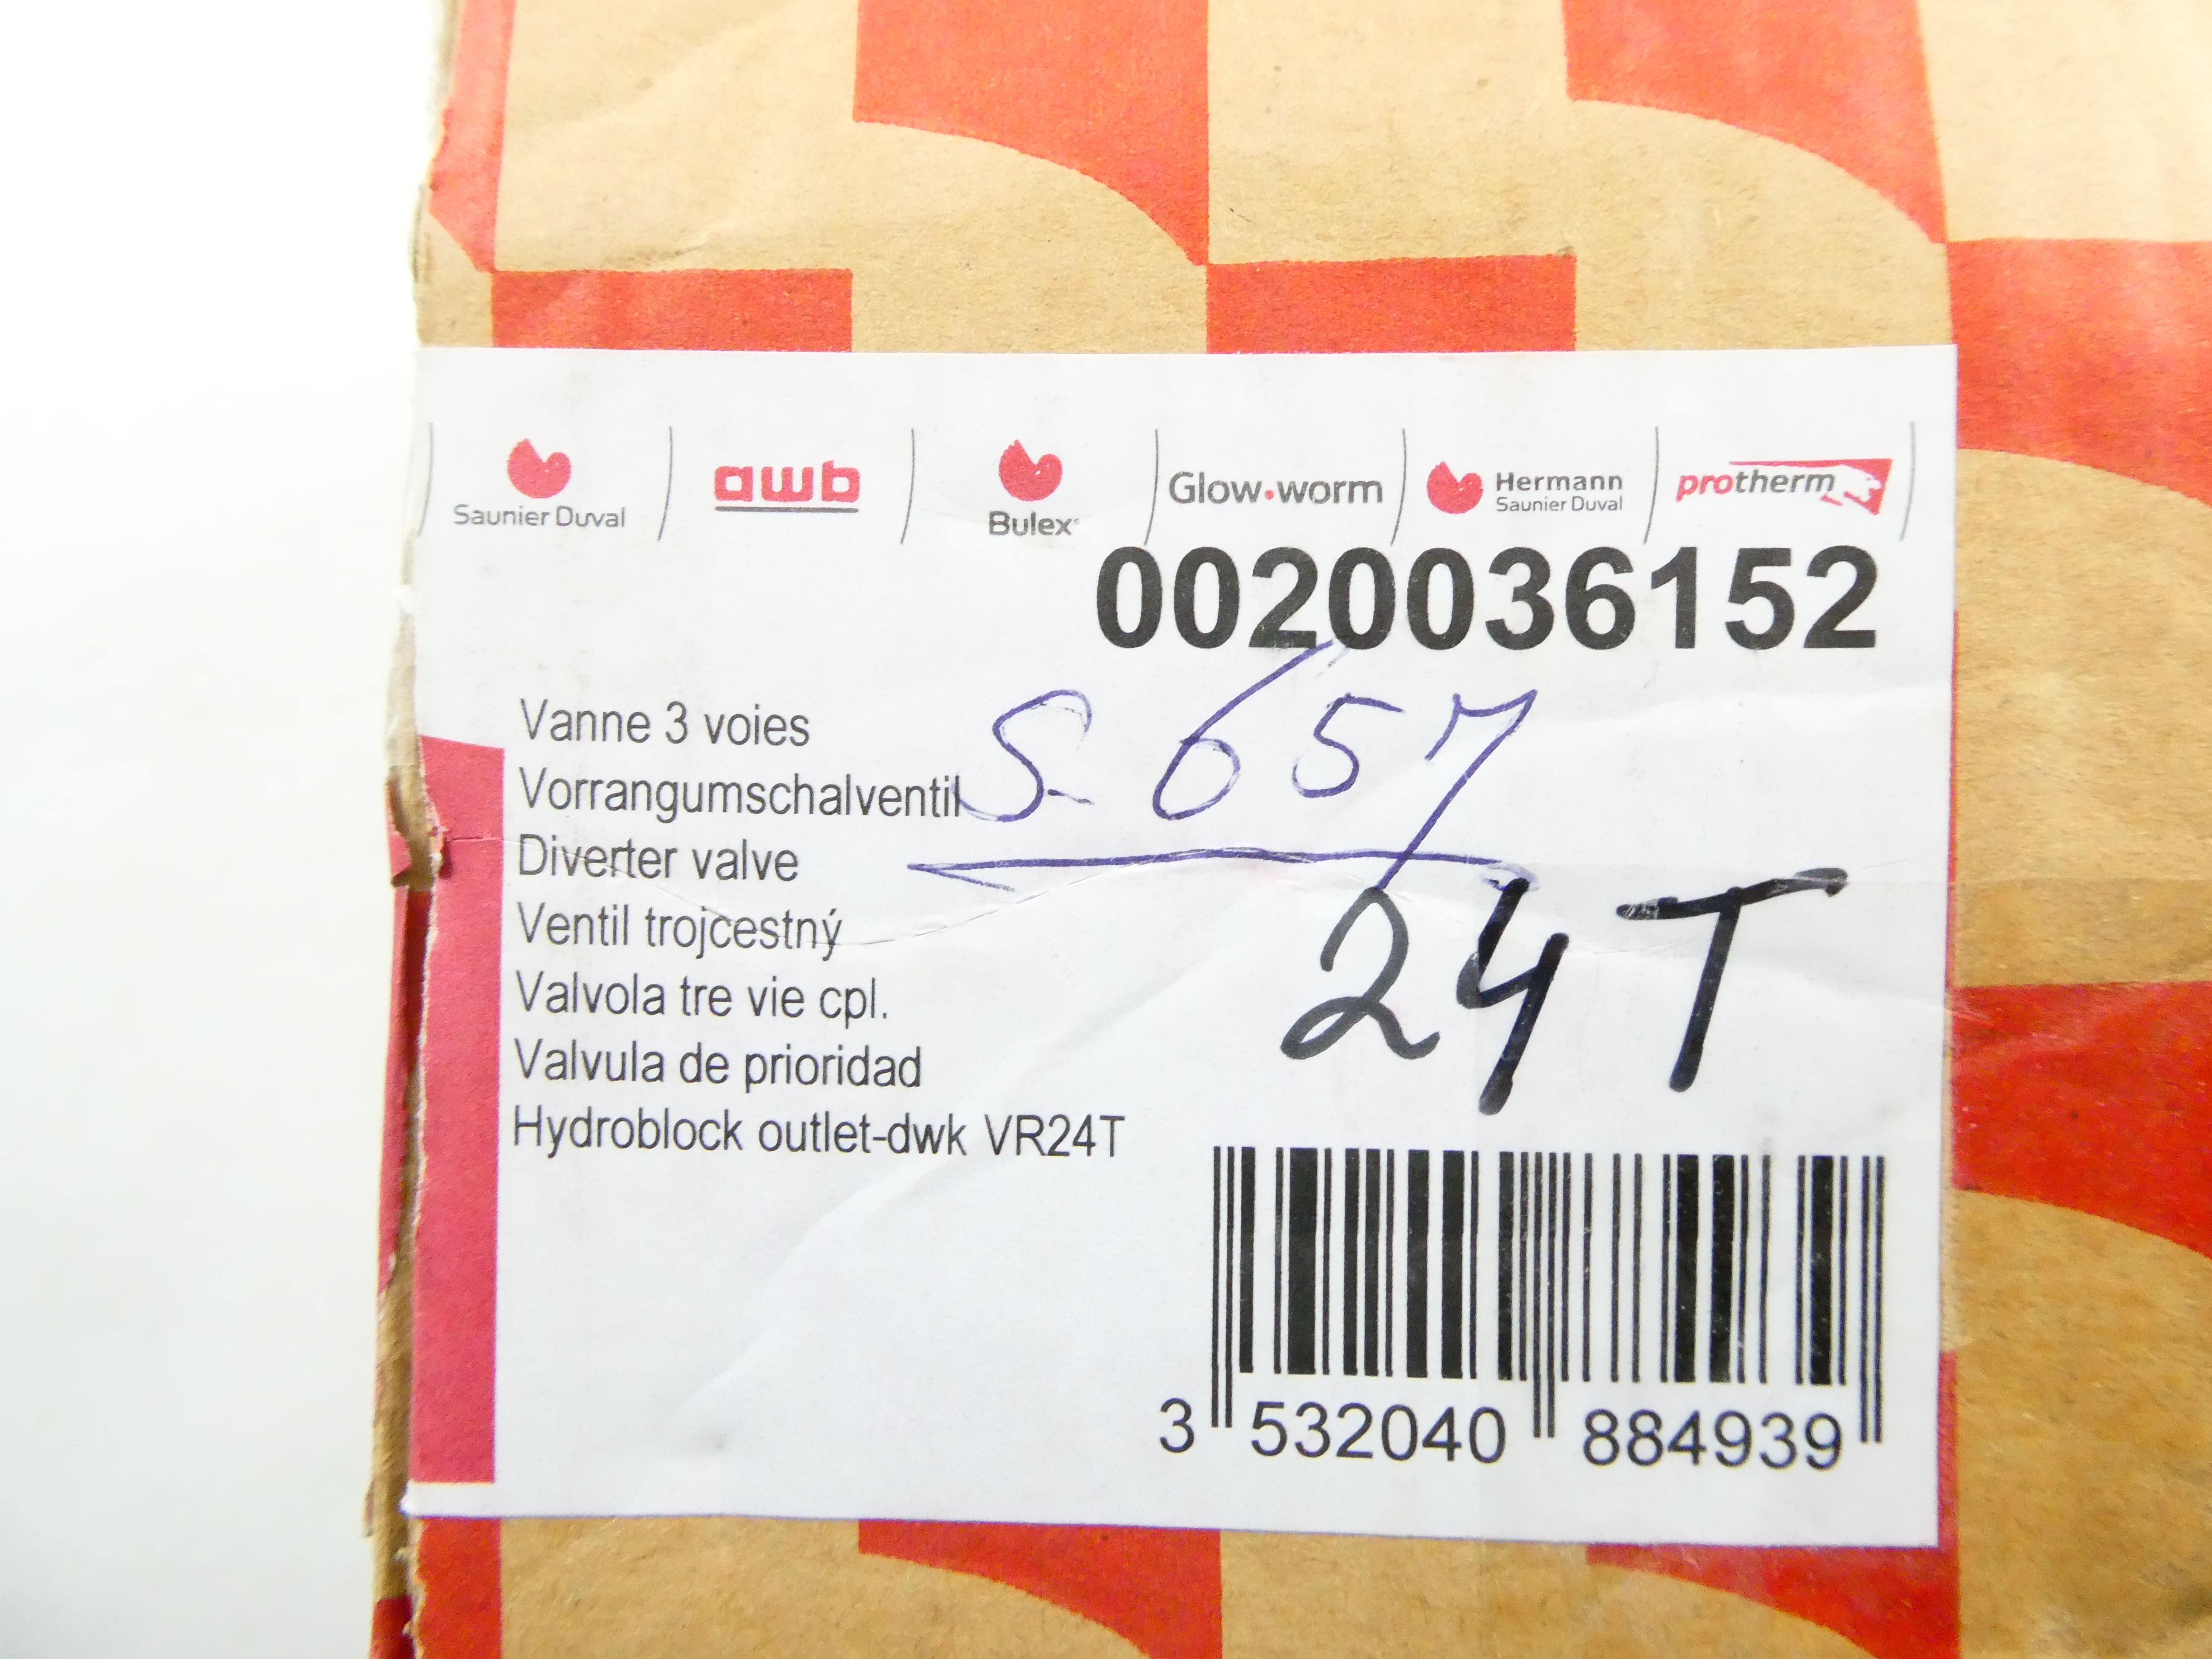 Saunier Duval awb Bulex Glow·worm Hermann Saunier Duval protherm
0020036152
Vanne 3 voies
S 657
Vorrangumschalventil
Diverter valve
24T
Ventil trojcestný
Valvola tre vie cpl.
Valvula de prioridad
Hydroblock outlet-dwk VR24T
3 532040 884939